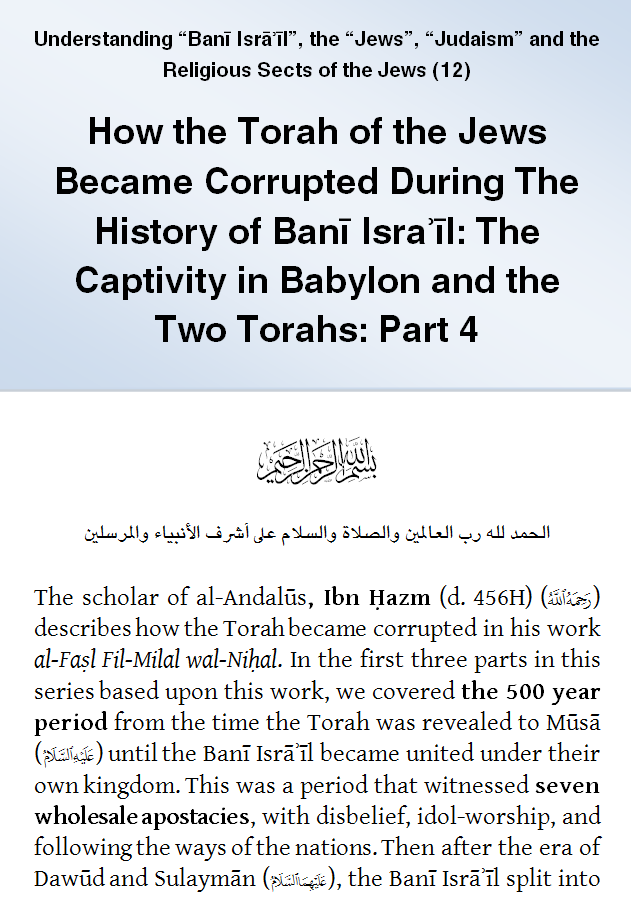 Understanding “Banī Isrāʾīl”, the “Jews”, “Judaism” and the
Religious Sects of the Jews (12)
How the Torah of the Jews
Became Corrupted During The
History of Banī Israʾīl: The
Captivity in Babylon and the
Two Torahs: Part 4
بسم الله الرحمن الرحيم
الحمد لله رب العالمين والصلاة والسلام على أشرف الأنبياء والمرسلين
The scholar of al-Andalūs, Ibn Ḥazm (d. 456H) (رَحِمَهُ ٱللَّهُ)
describes how the Torah became corrupted in his work
al-Faṣl Fil-Milal wal-Niḥal. In the first three parts in this
series based upon this work, we covered the 500 year
period from the time the Torah was revealed to Mūsā
(عَلَيْهِ ٱلسَّلَامُ) until the Banī Isrāʾīl became united under their
own kingdom. This was a period that witnessed seven
wholesale apostacies, with disbelief, idol-worship, and
following the ways of the nations. Then after the era of
Dawūd and Sulaymān (عَلَيْهِمَا ٱلسَّلَامُ), the Banī Isrāʾīl split into